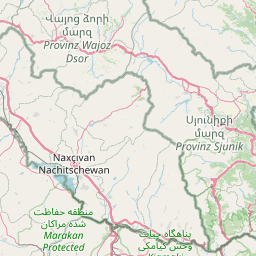 Վայոց ձորի
մարզ
Provinz Wajoz
Dsor
Սյունիքի
մարզ
Provinz Sjunik
Naxçıvan
Nachitschewan
منطقه حفاظت
شده مراکان
Marakan
Protected
پناهگاه حیات
وحش کیامکی